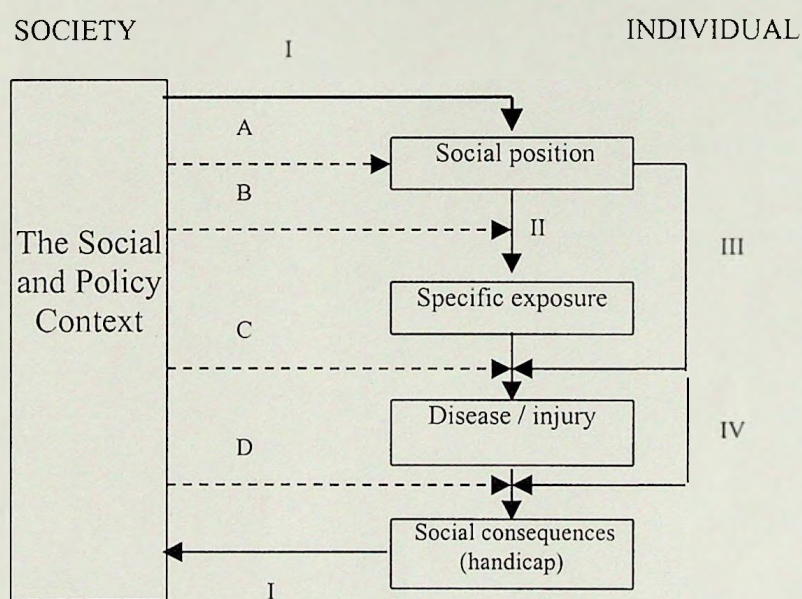 SOCIETY
INDIVIDUAL
I
A
Social position
B
II
The Social
and Policy
Context
III
Specific exposure
C
Disease / injury
IV
D
Social consequences
(handicap)
I